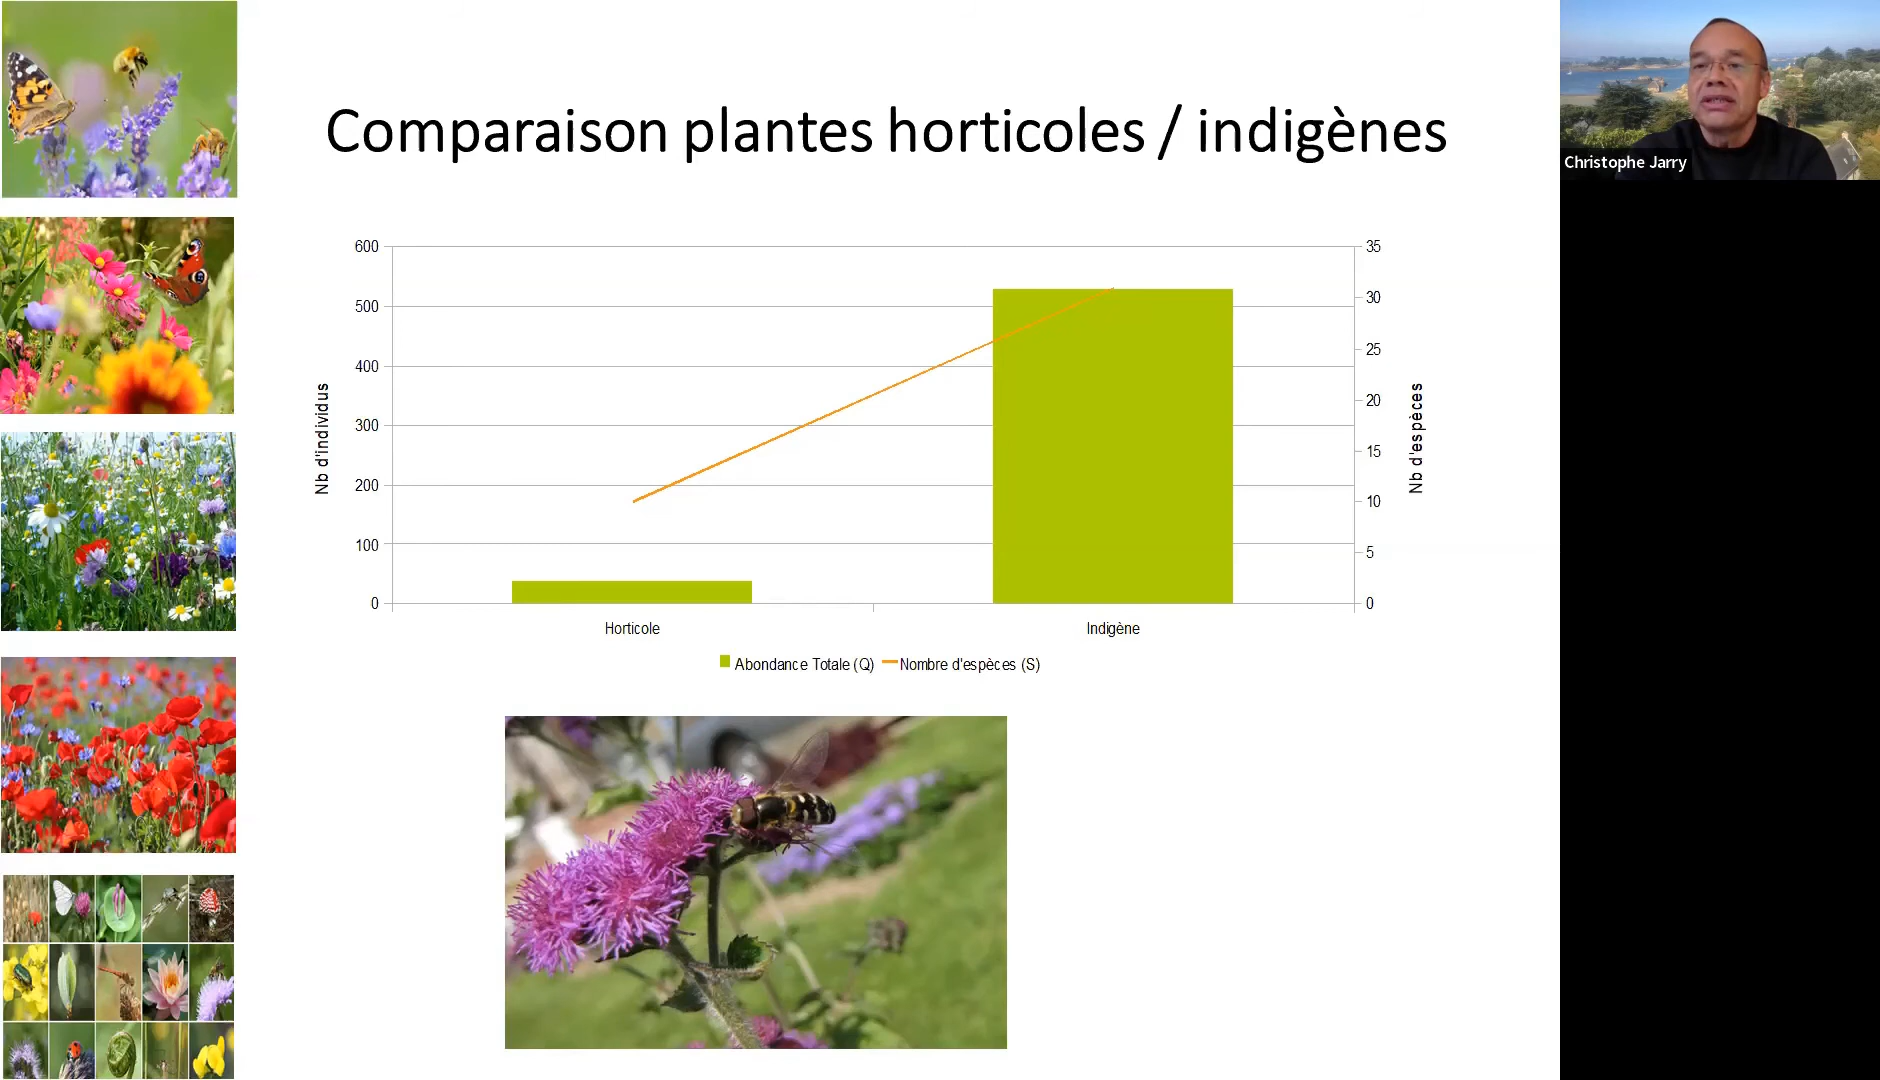 Comparaison plantes horticoles / indigènes
Christophe Jarry
Nb d'individus
600
500
400
300
200
100
0
35
30
25
20
15
10
5
0
Nb d'espèces
Horticole
Indigène
Abondance Totale (Q)
Nombre d'espèces (S)